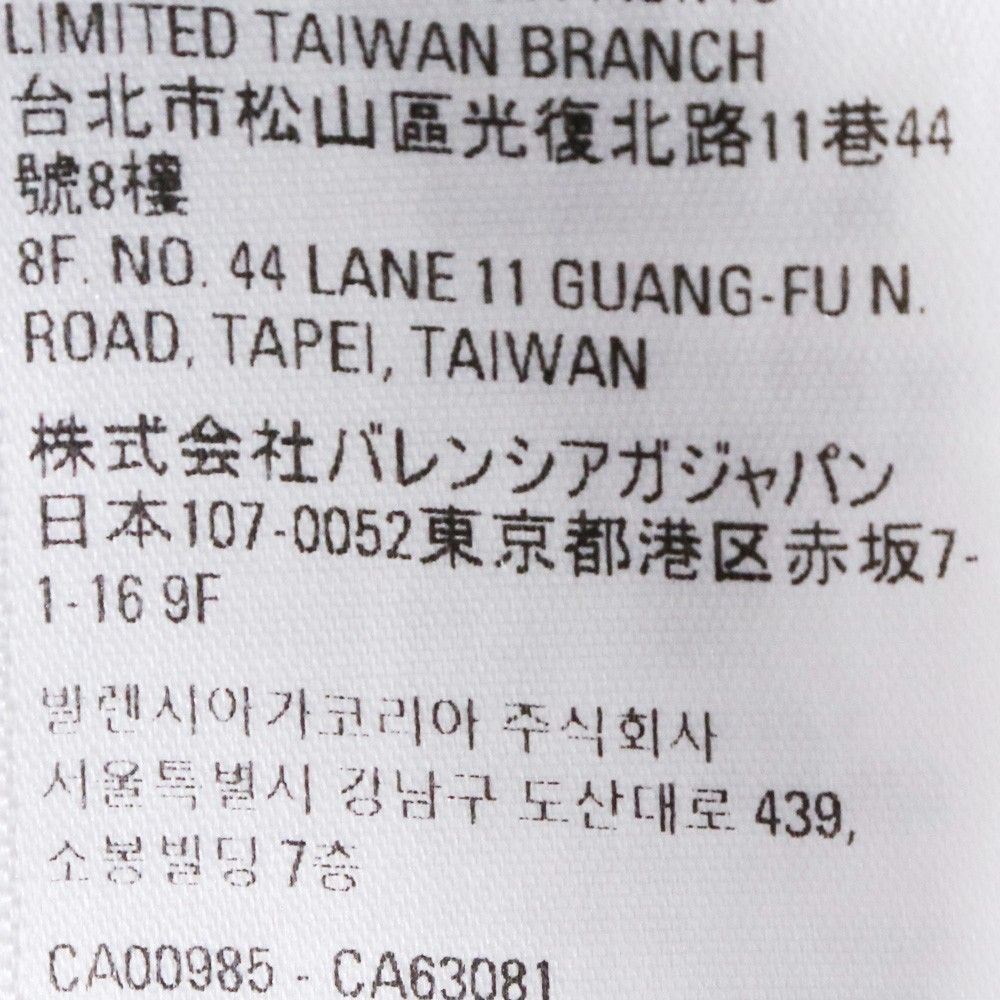 LIMITED TAIWAN BRANCH
台北市松山區光復北路11巷44
號8樓
8F. NO. 44 LANE 11 GUANG-FU N.
ROAD, TAPEI, TAIWAN
株式会社バレンシアガジャパン
日本107-0052東京都港区赤坂7-
1-16 9F
발렌시아가코리아 주식회사
서울특별시 강남구 도산대로 439,
소봉빌딩 7층
CA00985 - CA63081